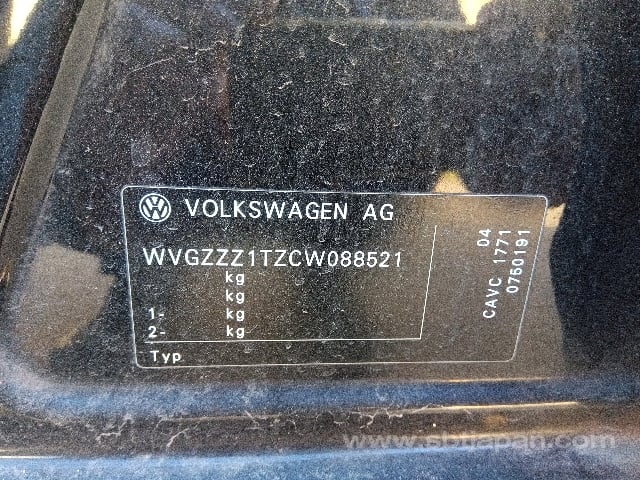 VOLKSWAGEN AG
WVGZZZ1TZCW088521
kg
kg
1- kg
2- kg
Typ
04
CAVC 1771
0760191
www.sbtjapan.com